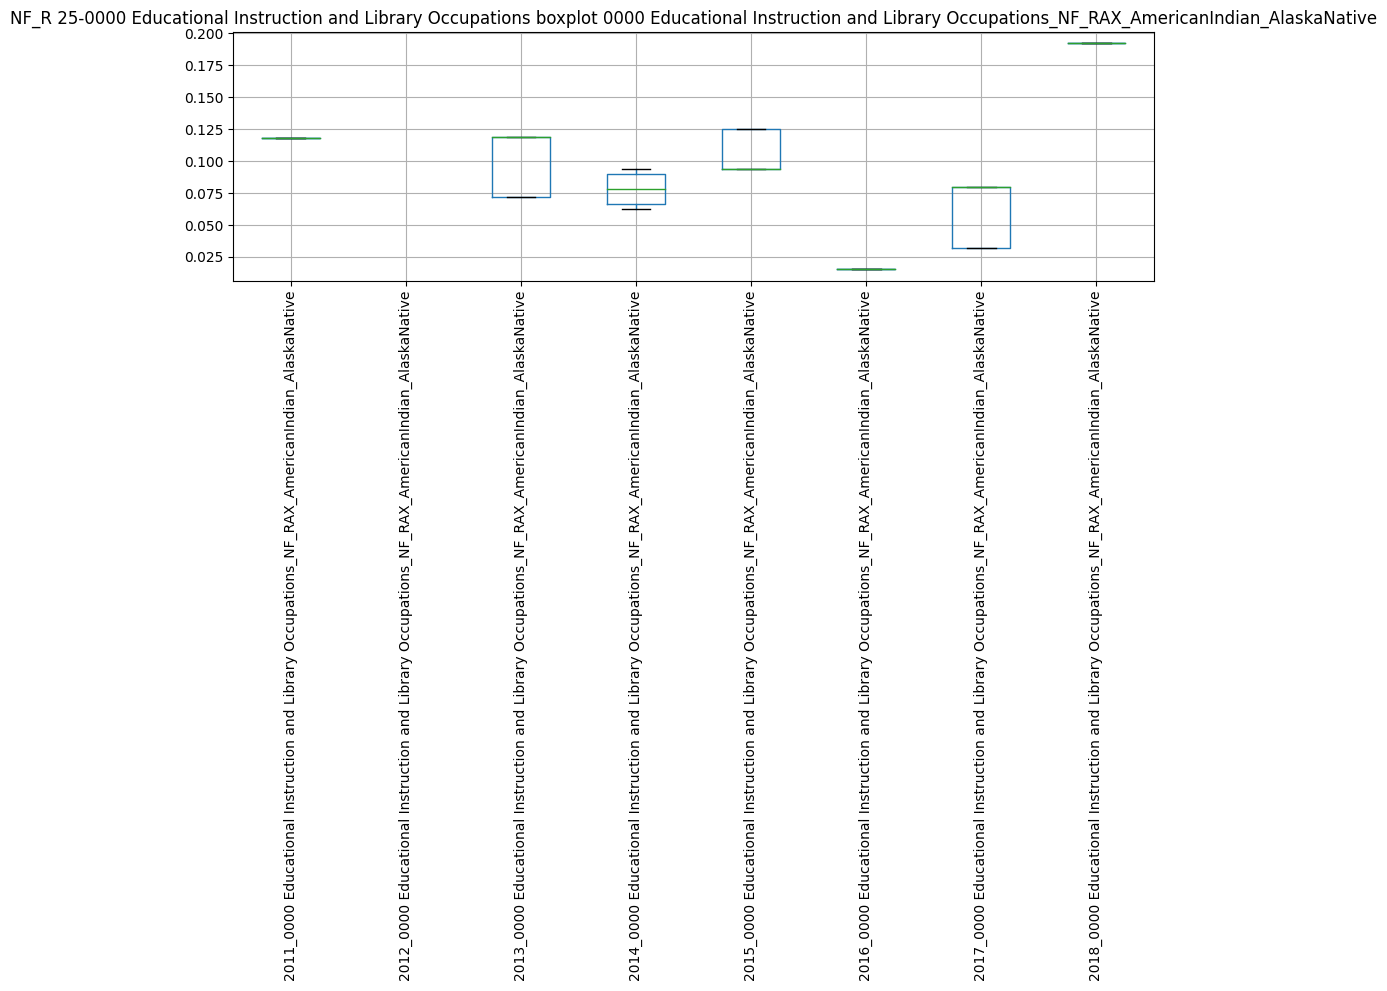 NF_R 25-0000 Educational Instruction and Library Occupations boxplot 0000 Educational Instruction and Library Occupations_NF_RAX_AmericanIndian_AlaskaNative
0.200
0.175
0.150
0.125
0.100
0.075
0.050
0.025
2011_0000 Educational Instruction and Library Occupations_NF_RAX_AmericanIndian_AlaskaNative
2012_0000 Educational Instruction and Library Occupations_NF_RAX_AmericanIndian_AlaskaNative
2013_0000 Educational Instruction and Library Occupations_NF_RAX_AmericanIndian_AlaskaNative
2014_0000 Educational Instruction and Library Occupations_NF_RAX_AmericanIndian_AlaskaNative
2015_0000 Educational Instruction and Library Occupations_NF_RAX_AmericanIndian_AlaskaNative
2016_0000 Educational Instruction and Library Occupations_NF_RAX_AmericanIndian_AlaskaNative
2017_0000 Educational Instruction and Library Occupations_NF_RAX_AmericanIndian_AlaskaNative
2018_0000 Educational Instruction and Library Occupations_NF_RAX_AmericanIndian_AlaskaNative